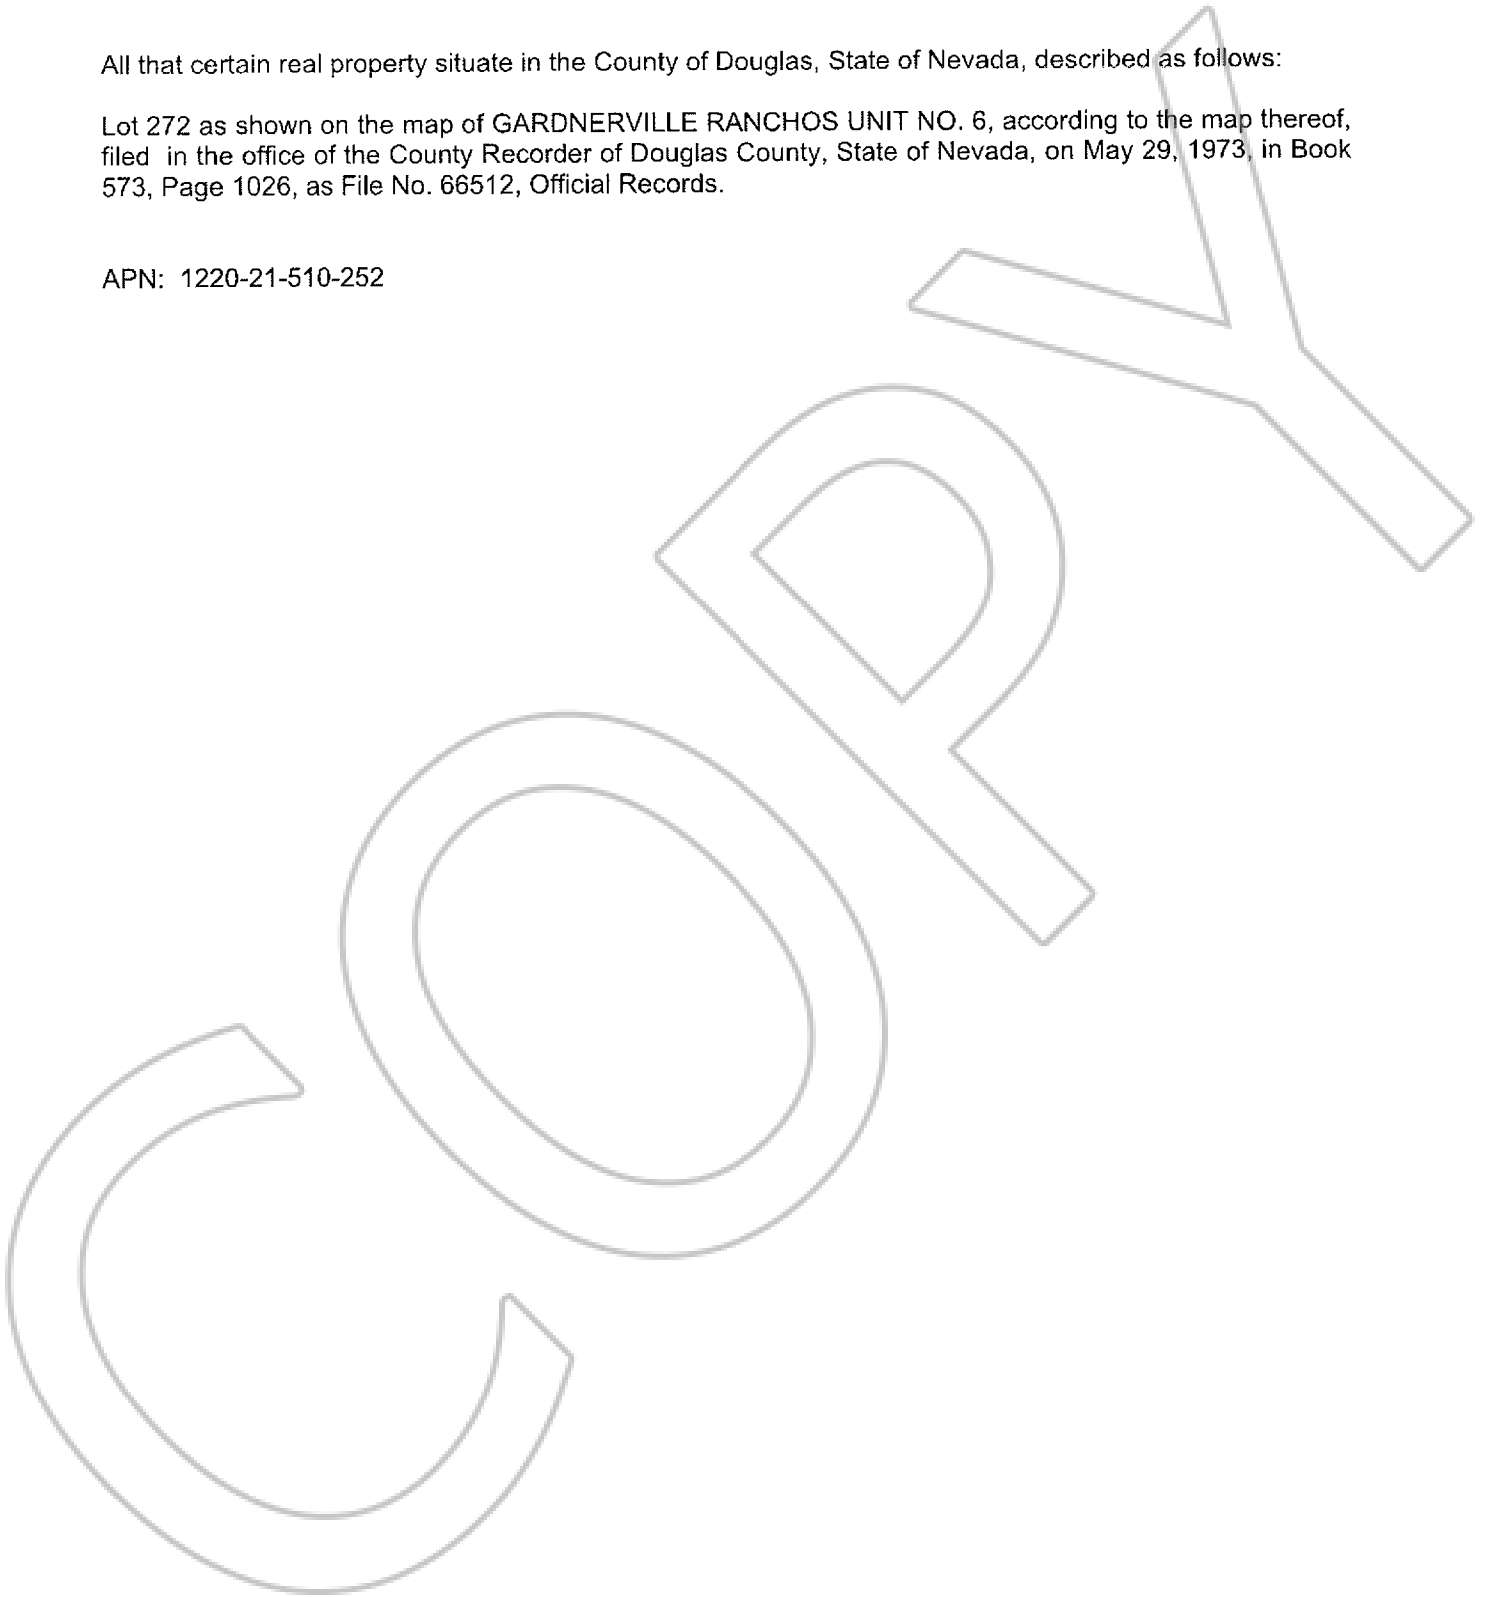 All that certain real property situate in the County of Douglas, State of Nevada, described as follows:
Lot 272 as shown on the map of GARDNERVILLE RANCHOS UNIT NO. 6, according to the map thereof,
filed in the office of the County Recorder of Douglas County, State of Nevada, on May 29, 1973, in Book
573, Page 1026, as File No. 66512, Official Records.
APN: 1220-21-510-252
COPY